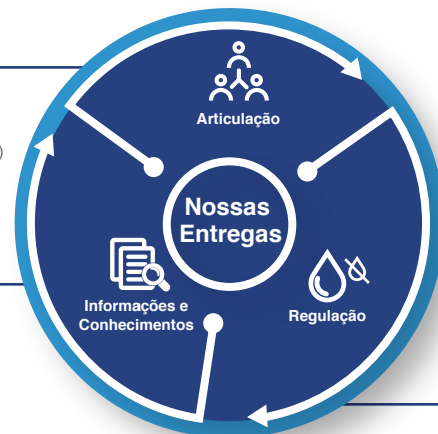 Articulação
)
Nossas
Entregas
Informações e
Conhecimentos
Regulação